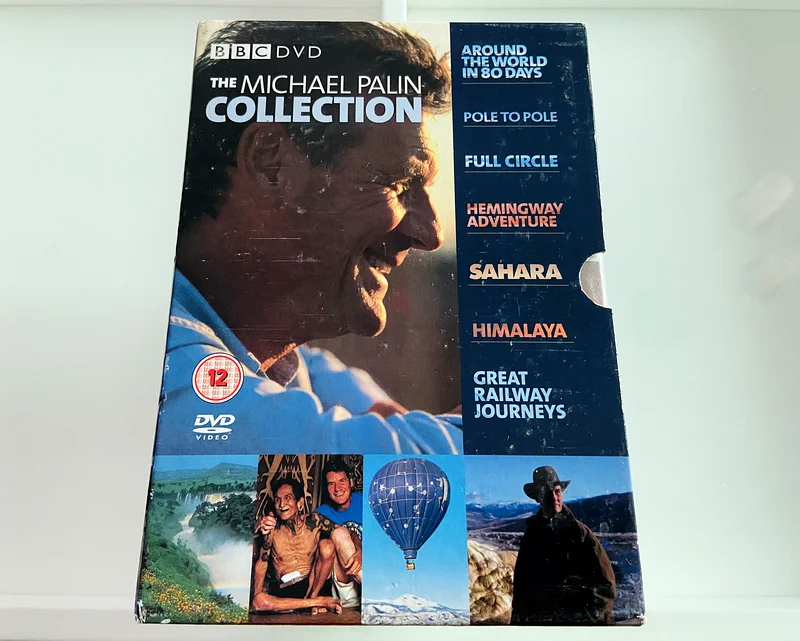 BBC DVD
THE MICHAEL PALIN
COLLECTION
12
DVD
VIDEO
AROUND
THE WORLD
IN 80 DAYS
POLE TO POLE
FULL CIRCLE
HEMINGWAY
ADVENTURE
SAHARA
HIMALAYA
GREAT
RAILWAY
JOURNEYS